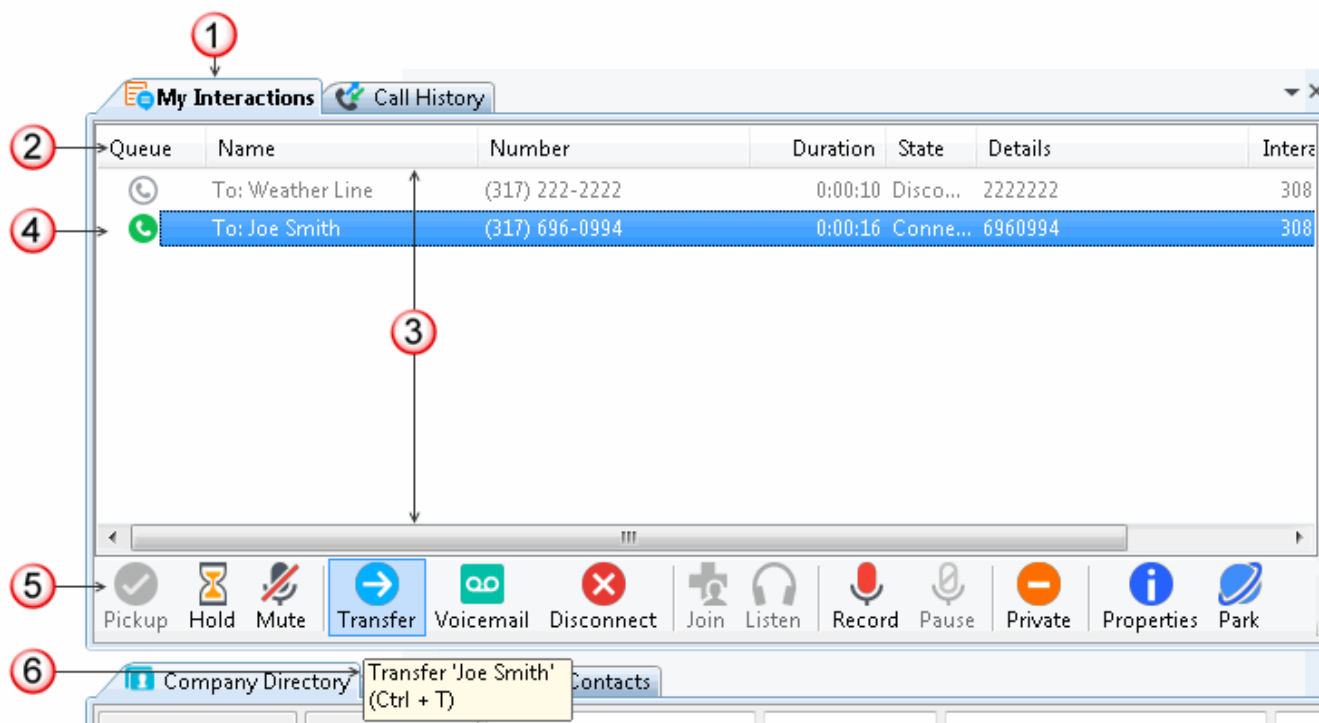 1
My Interactions Call History
2 Queue Name Number Duration State Details Intera
To: Weather Line (317) 222-2222 0:00:10 Disco... 2222222 308
4 To: Joe Smith (317) 696-0994 0:00:16 Conne... 6960994 308
3
5 Pickup Hold Mute Transfer Voicemail Disconnect Join Listen Record Pause Private Properties Park
6 Company Directory Transfer 'Joe Smith' Contacts
(Ctrl + T)